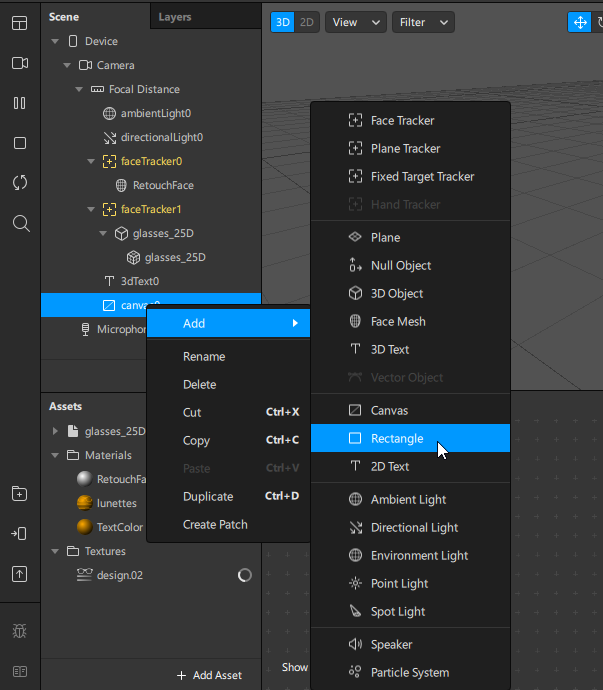 Scene Layers
3D 2D View Filter
Device
Camera
Focal Distance
ambientLight0
directionalLight0
faceTracker0
RetouchFace
faceTracker1
glasses_25D
glasses_25D
3dText0
canvas0
Microphon
Add
Rename
Delete
Cut Ctrl+X
Copy Ctrl+C
Paste Ctrl+V
Duplicate Ctrl+D
Create Patch
Face Tracker
Plane Tracker
Fixed Target Tracker
Hand Tracker
Plane
Null Object
3D Object
Face Mesh
3D Text
Vector Object
Canvas
Rectangle
2D Text
Ambient Light
Directional Light
Environment Light
Point Light
Spot Light
Speaker
Particle System
Assets
glasses_25D
Materials
RetouchFa
lunettes
TextColor
Textures
design.02
+ Add Asset
Show